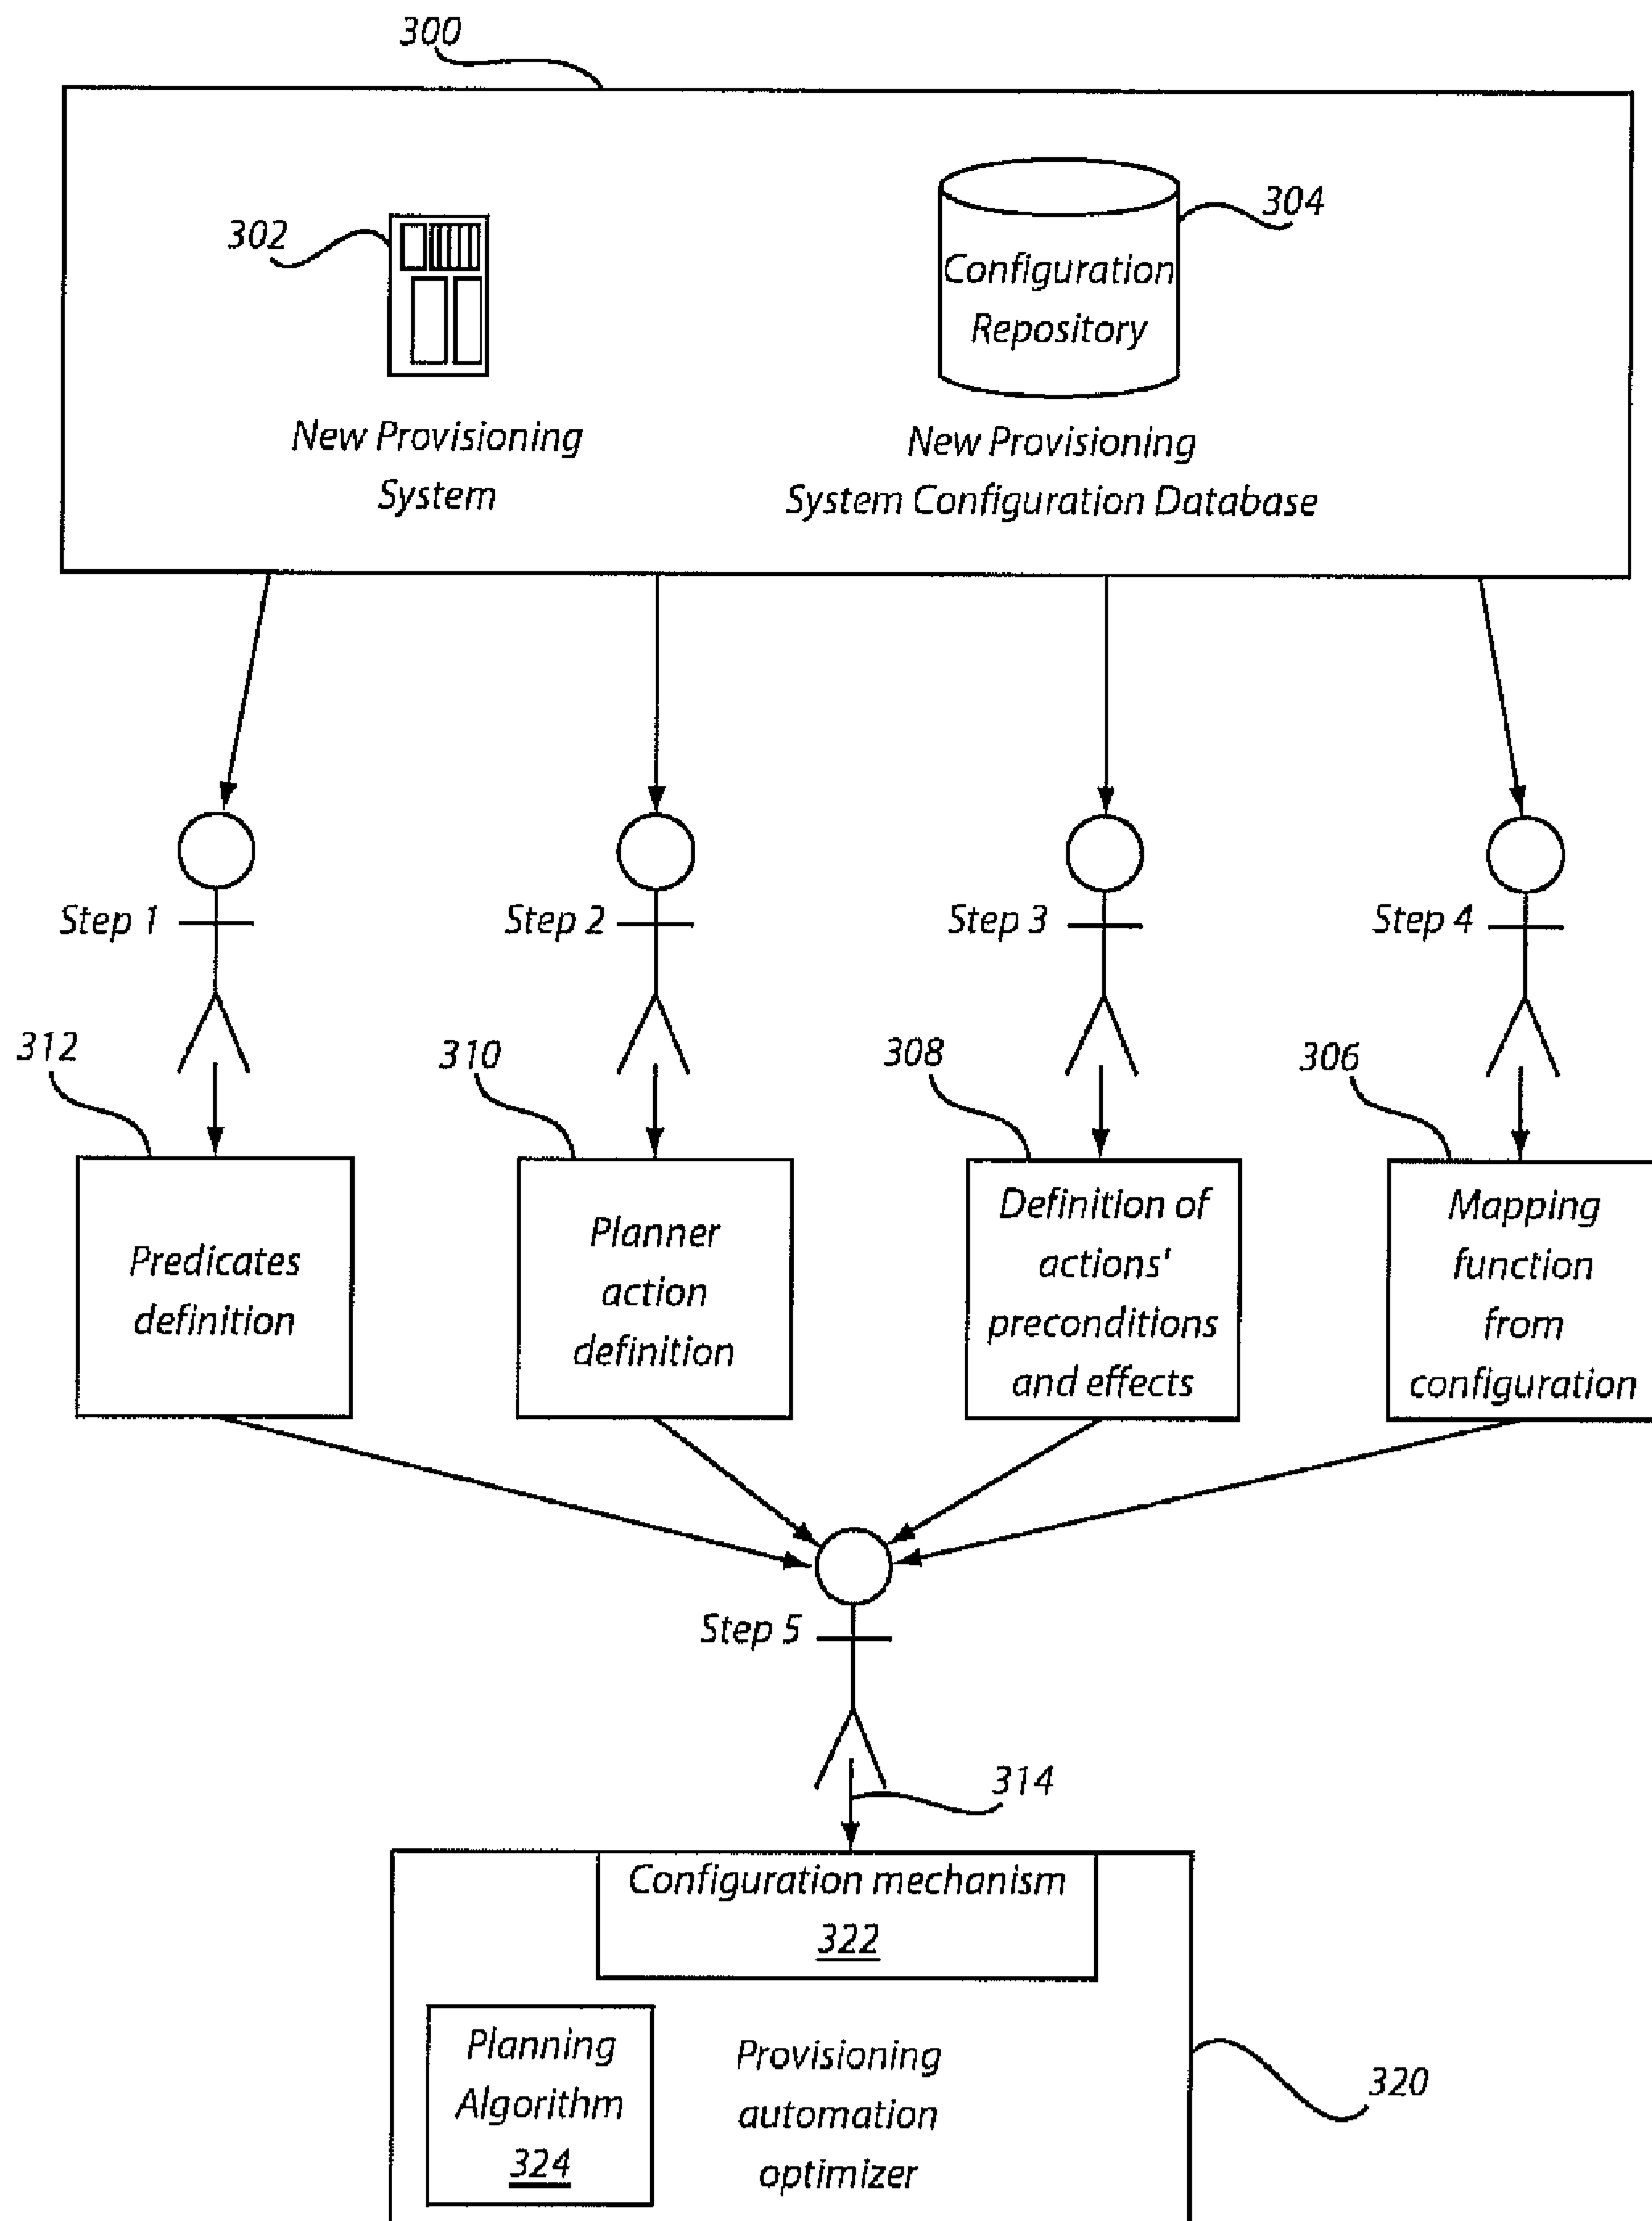 300
302
304
Configuration
Repository
New Provisioning
System
New Provisioning
System Configuration Database
Step 1
Step 2
Step 3
Step 4
312
310
308
306
Predicates
definition
Planner
action
definition
Definition of
actions'
preconditions
and effects
Mapping
function
from
configuration
Step 5
314
Configuration mechanism
322
Planning
Algorithm
324
Provisioning
automation
optimizer
320